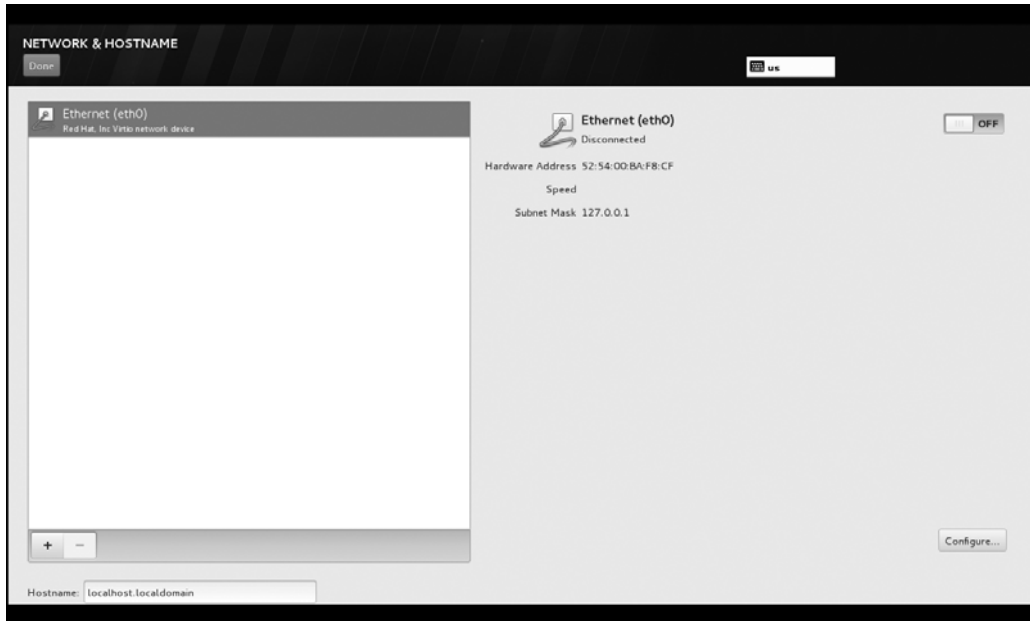 NETWORK & HOSTNAME
Done
us
Ethernet (eth0)
Red Hat, Inc Virtio network device
Ethernet (eth0)
Disconnected
OFF
Hardware Address 52:54:00:BA:F8:CF
Speed
Subnet Mask 127.0.0.1
+ −
Configure...
Hostname: localhost.localdomain